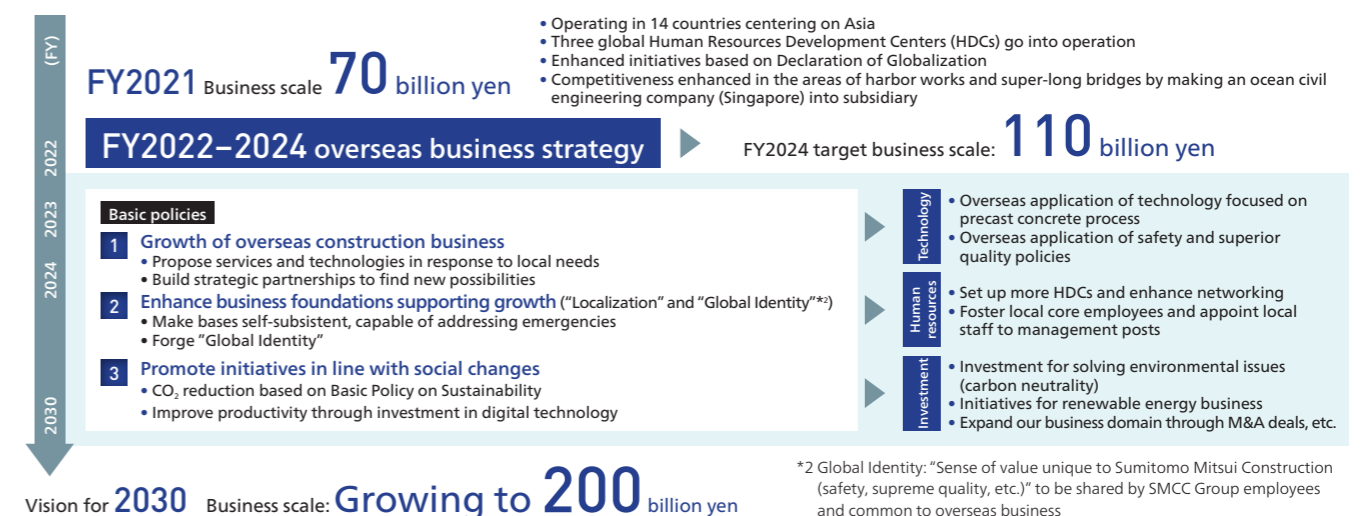 (FY)
FY2021 Business scale 70 billion yen
• Operating in 14 countries centering on Asia
• Three global Human Resources Development Centers (HDCs) go into operation
• Enhanced initiatives based on Declaration of Globalization
• Competitiveness enhanced in the areas of harbor works and super-long bridges by making an ocean civil
engineering company (Singapore) into subsidiary
2022
FY2022–2024 overseas business strategy
FY2024 target business scale: 110 billion yen
2023
2024
2030
Basic policies
1 Growth of overseas construction business
• Propose services and technologies in response to local needs
• Build strategic partnerships to find new possibilities
2 Enhance business foundations supporting growth (“Localization” and “Global Identity”*2)
• Make bases self-subsistent, capable of addressing emergencies
• Forge “Global Identity”
3 Promote initiatives in line with social changes
• CO₂ reduction based on Basic Policy on Sustainability
• Improve productivity through investment in digital technology
Technology
• Overseas application of technology focused on
precast concrete process
• Overseas application of safety and superior
quality policies
Human
resources
• Set up more HDCs and enhance networking
• Foster local core employees and appoint local
staff to management posts
Investment
• Investment for solving environmental issues
(carbon neutrality)
• Initiatives for renewable energy business
• Expand our business domain through M&A deals, etc.
Vision for 2030 Business scale: Growing to 200 billion yen
*2 Global Identity: “Sense of value unique to Sumitomo Mitsui Construction
(safety, supreme quality, etc.)” to be shared by SMCC Group employees
and common to overseas business